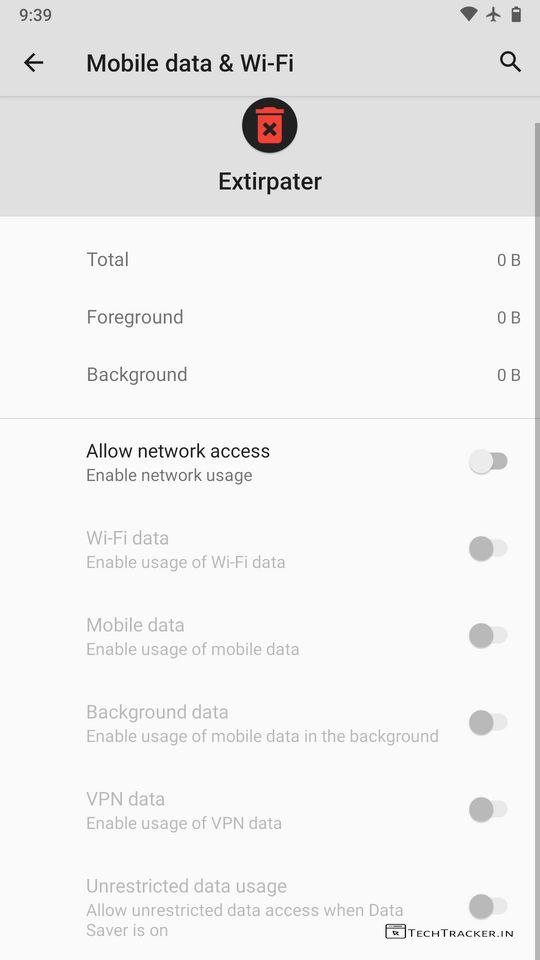 9:39
Mobile data & Wi-Fi
Extirpater
Total 0 B
Foreground 0 B
Background 0 B
Allow network access
Enable network usage
Wi-Fi data
Enable usage of Wi-Fi data
Mobile data
Enable usage of mobile data
Background data
Enable usage of mobile data in the background
VPN data
Enable usage of VPN data
Unrestricted data usage
Allow unrestricted data access when Data
Saver is on
TECHTRACKER.IN